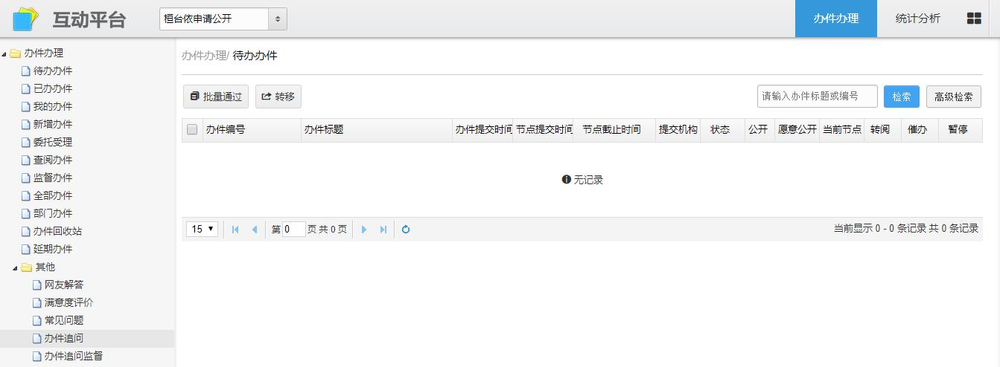 互动平台
桓台依申请公开
办件办理
统计分析
办件办理
待办办件
已办办件
我的办件
新增办件
委托受理
查阅办件
监督办件
全部办件
部门办件
办件回收站
延期办件
其他
网友解答
满意度评价
常见问题
办件追问
办件追问监督
办件办理/ 待办办件
批量通过 转移
请输入办件标题或编号 检索 高级检索
办件编号 办件标题 办件提交时间 节点提交时间 节点截止时间 提交机构 状态 公开 愿意公开 当前节点 转阅 催办 暂停
无记录
15 第 0 页 共 0 页 当前显示 0 - 0 条记录 共 0 条记录